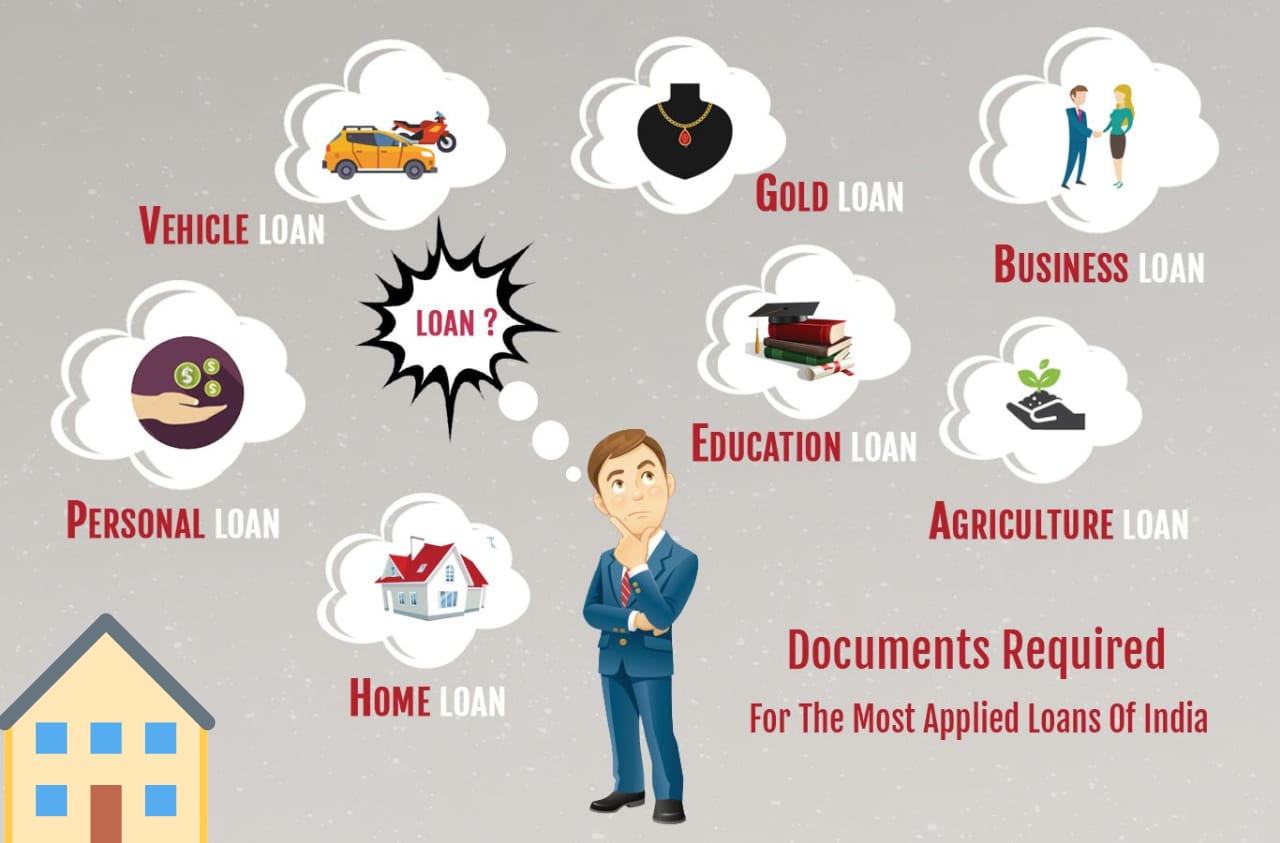 VEHICLE LOAN
GOLD LOAN
BUSINESS LOAN
LOAN ?
PERSONAL LOAN
EDUCATION LOAN
AGRICULTURE LOAN
HOME LOAN
Documents Required
For The Most Applied Loans Of India